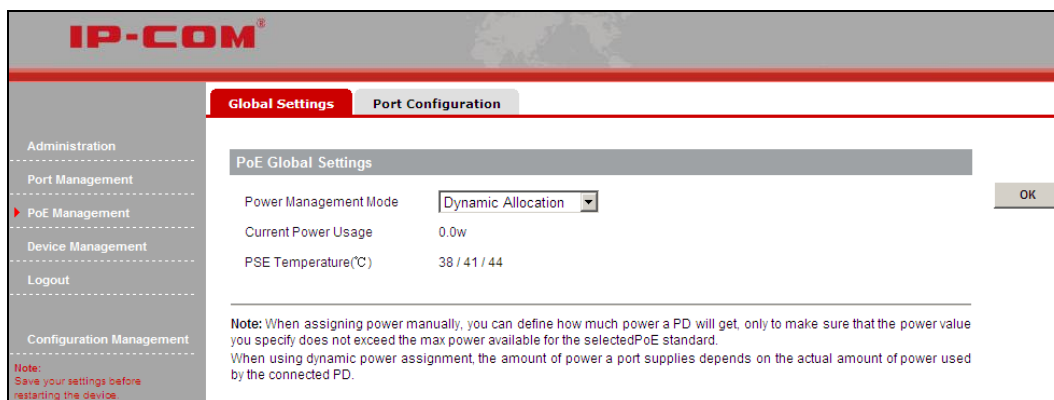 IP-COM®
Global Settings
Port Configuration
Administration
Port Management
PoE Management
Device Management
Logout
Configuration Management
Note:
Save your settings before
restarting the device.
PoE Global Settings
Power Management Mode Dynamic Allocation
Current Power Usage 0.0w
PSE Temperature(℃) 38 / 41 / 44
OK
Note: When assigning power manually, you can define how much power a PD will get, only to make sure that the power value
you specify does not exceed the max power available for the selectedPoE standard.
When using dynamic power assignment, the amount of power a port supplies depends on the actual amount of power used
by the connected PD.